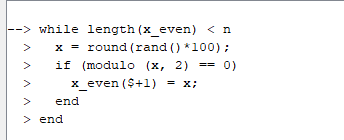 --> while length(x_even) < n
  >   x = round(rand()*100);
  >   if (modulo (x, 2) == 0)
  >     x_even($+1) = x;
  >   end
  > end